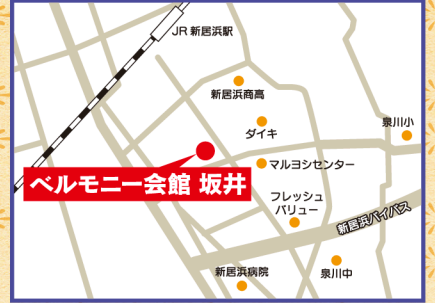 JR 新居浜駅
新居浜商高
泉川小
ダイキ
マルヨシセンター
ベルモニー会館 坂井
フレッシュ
バリュー
新居浜バイパス
新居浜病院
泉川中